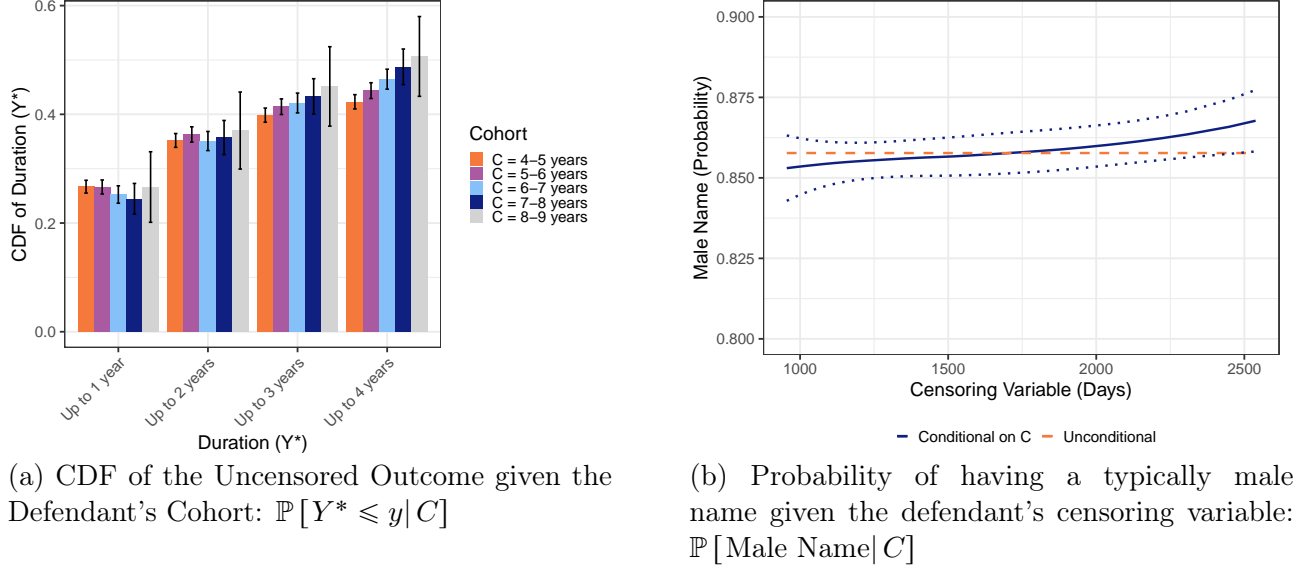 CDF of Duration (Y*)
0.6
0.4
0.2
0.0
Up to 1 year
Up to 2 years
Up to 3 years
Up to 4 years
Duration (Y*)
Cohort
C = 4−5 years
C = 5−6 years
C = 6−7 years
C = 7−8 years
C = 8−9 years
(a) CDF of the Uncensored Outcome given the
Defendant's Cohort: ℙ[Y* ⩽ y| C]
Male Name (Probability)
0.900
0.875
0.850
0.825
0.800
1000
1500
2000
2500
Censoring Variable (Days)
Conditional on C
Unconditional
(b) Probability of having a typically male
name given the defendant's censoring variable:
ℙ[Male Name| C]